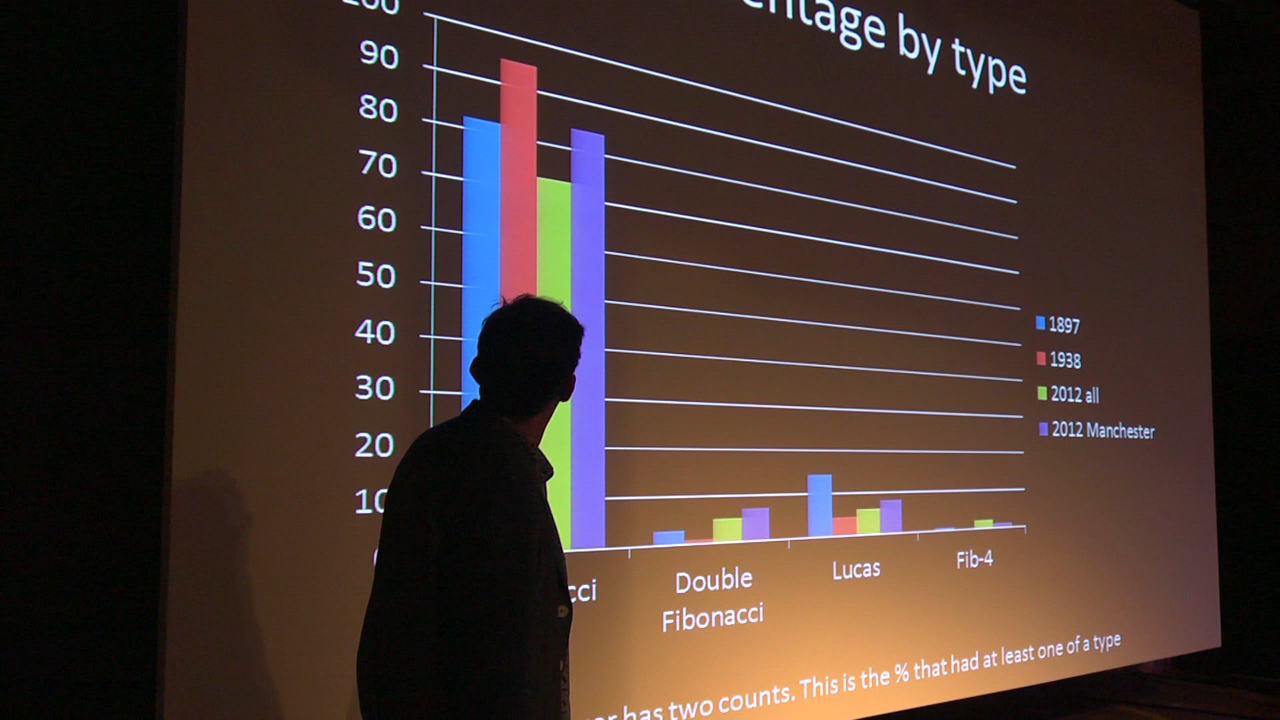 entage by type
100
90
80
70
60
50
40
30
20
10
1897
1938
2012 all
2012 Manchester
cci
Double
Fibonacci
Lucas
Fib-4
has two counts. This is the % that had at least one of a type